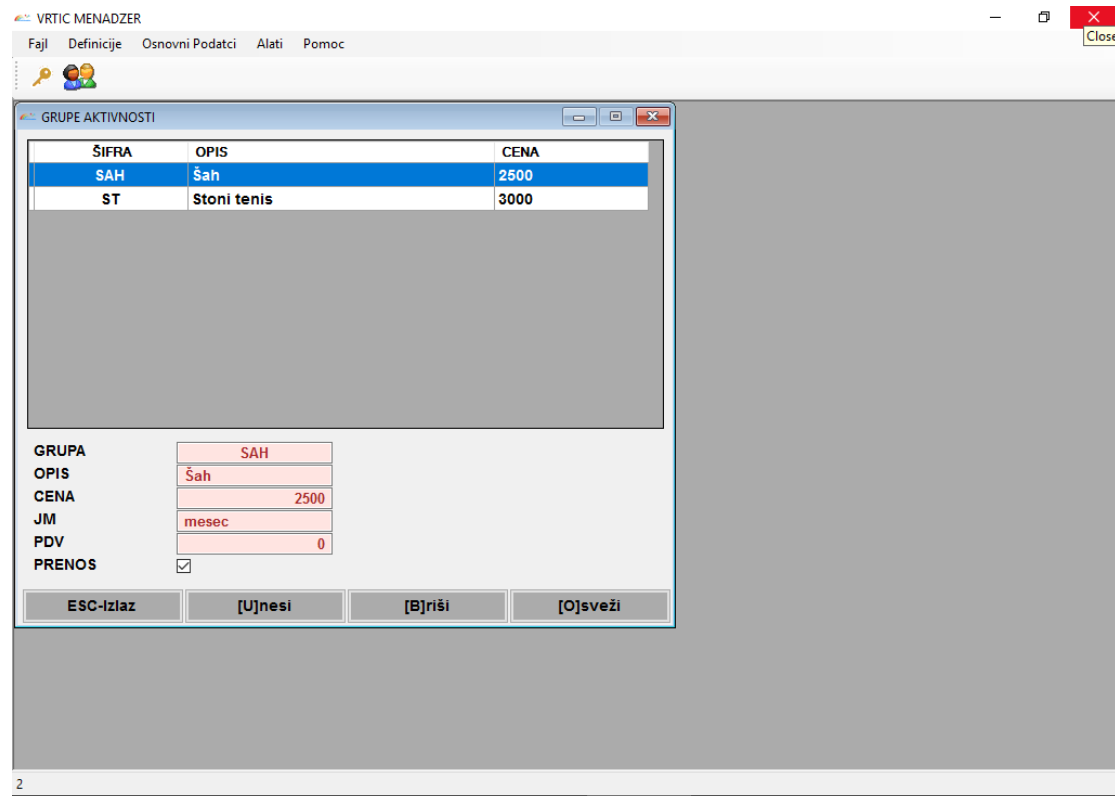 VRTIC MENADZER
Close
Fajl Definicije Osnovni Podatci Alati Pomoc
GRUPE AKTIVNOSTI
ŠIFRA OPIS CENA
SAH Šah 2500
ST Stoni tenis 3000
GRUPA SAH
OPIS Šah
CENA 2500
JM mesec
PDV 0
PRENOS
ESC-Izlaz [U]nesi [B]riši [O]sveži
2